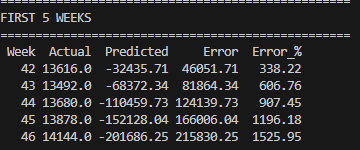 ==================================================
FIRST 5 WEEKS
==================================================
Week Actual Predicted Error Error_%
42 13616.0 -32435.71 46051.71 338.22
43 13492.0 -68372.34 81864.34 606.76
44 13680.0 -110459.73 124139.73 907.45
45 13878.0 -152128.04 166006.04 1196.18
46 14144.0 -201686.25 215830.25 1525.95